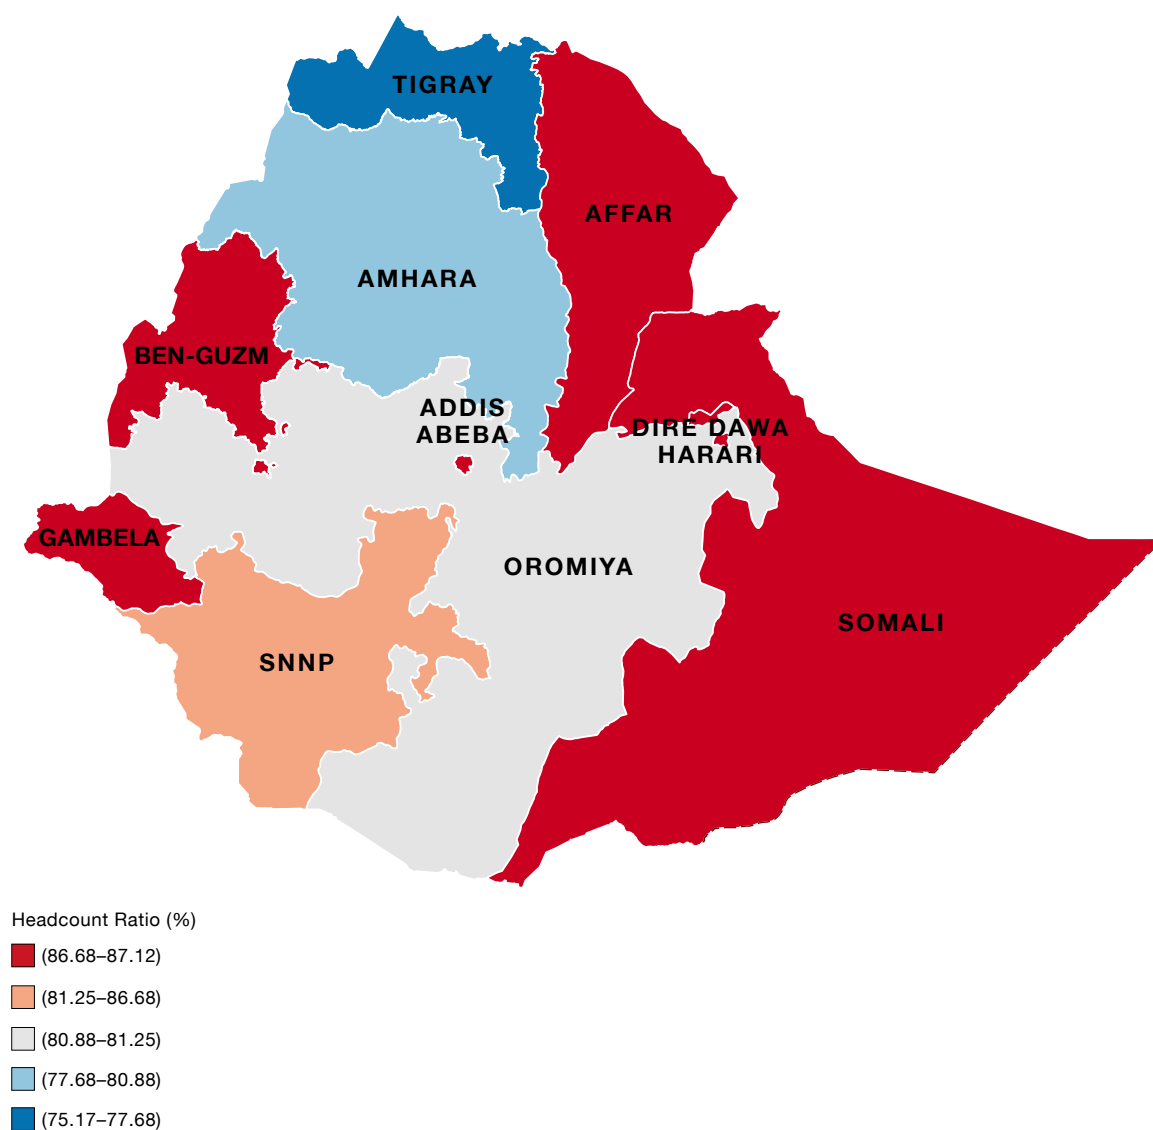 TIGRAY
AFFAR
AMHARA
BEN-GUZM
ADDIS
ABEBA
DIRE DAWA
HARARI
GAMBELA
OROMIYA
SOMALI
SNNP
Headcount Ratio (%)
(86.68–87.12)
(81.25–86.68)
(80.88–81.25)
(77.68–80.88)
(75.17–77.68)